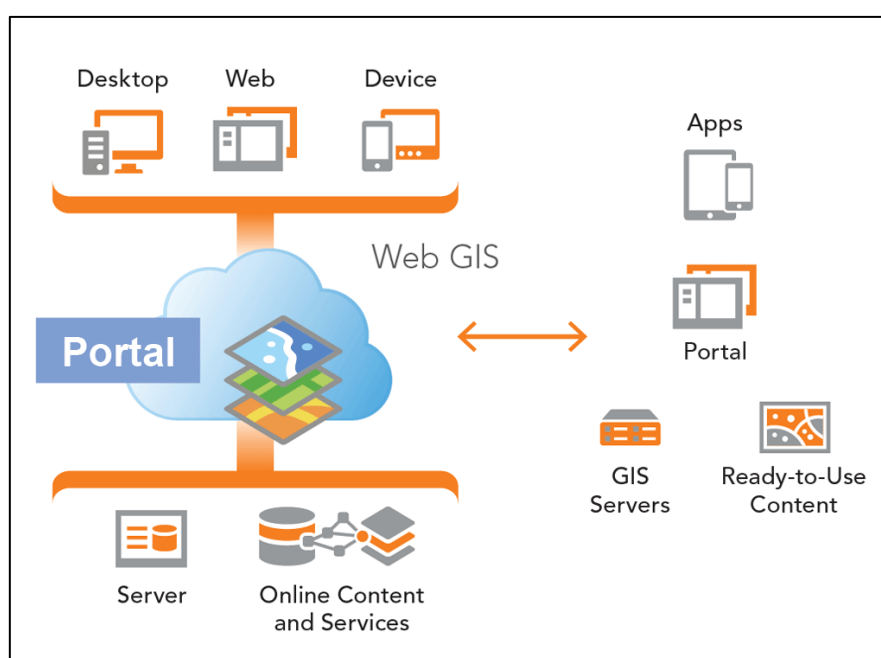 Desktop
Web
Device
Apps
Web GIS
Portal
Portal
GIS
Servers
Ready-to-Use
Content
Server
Online Content
and Services